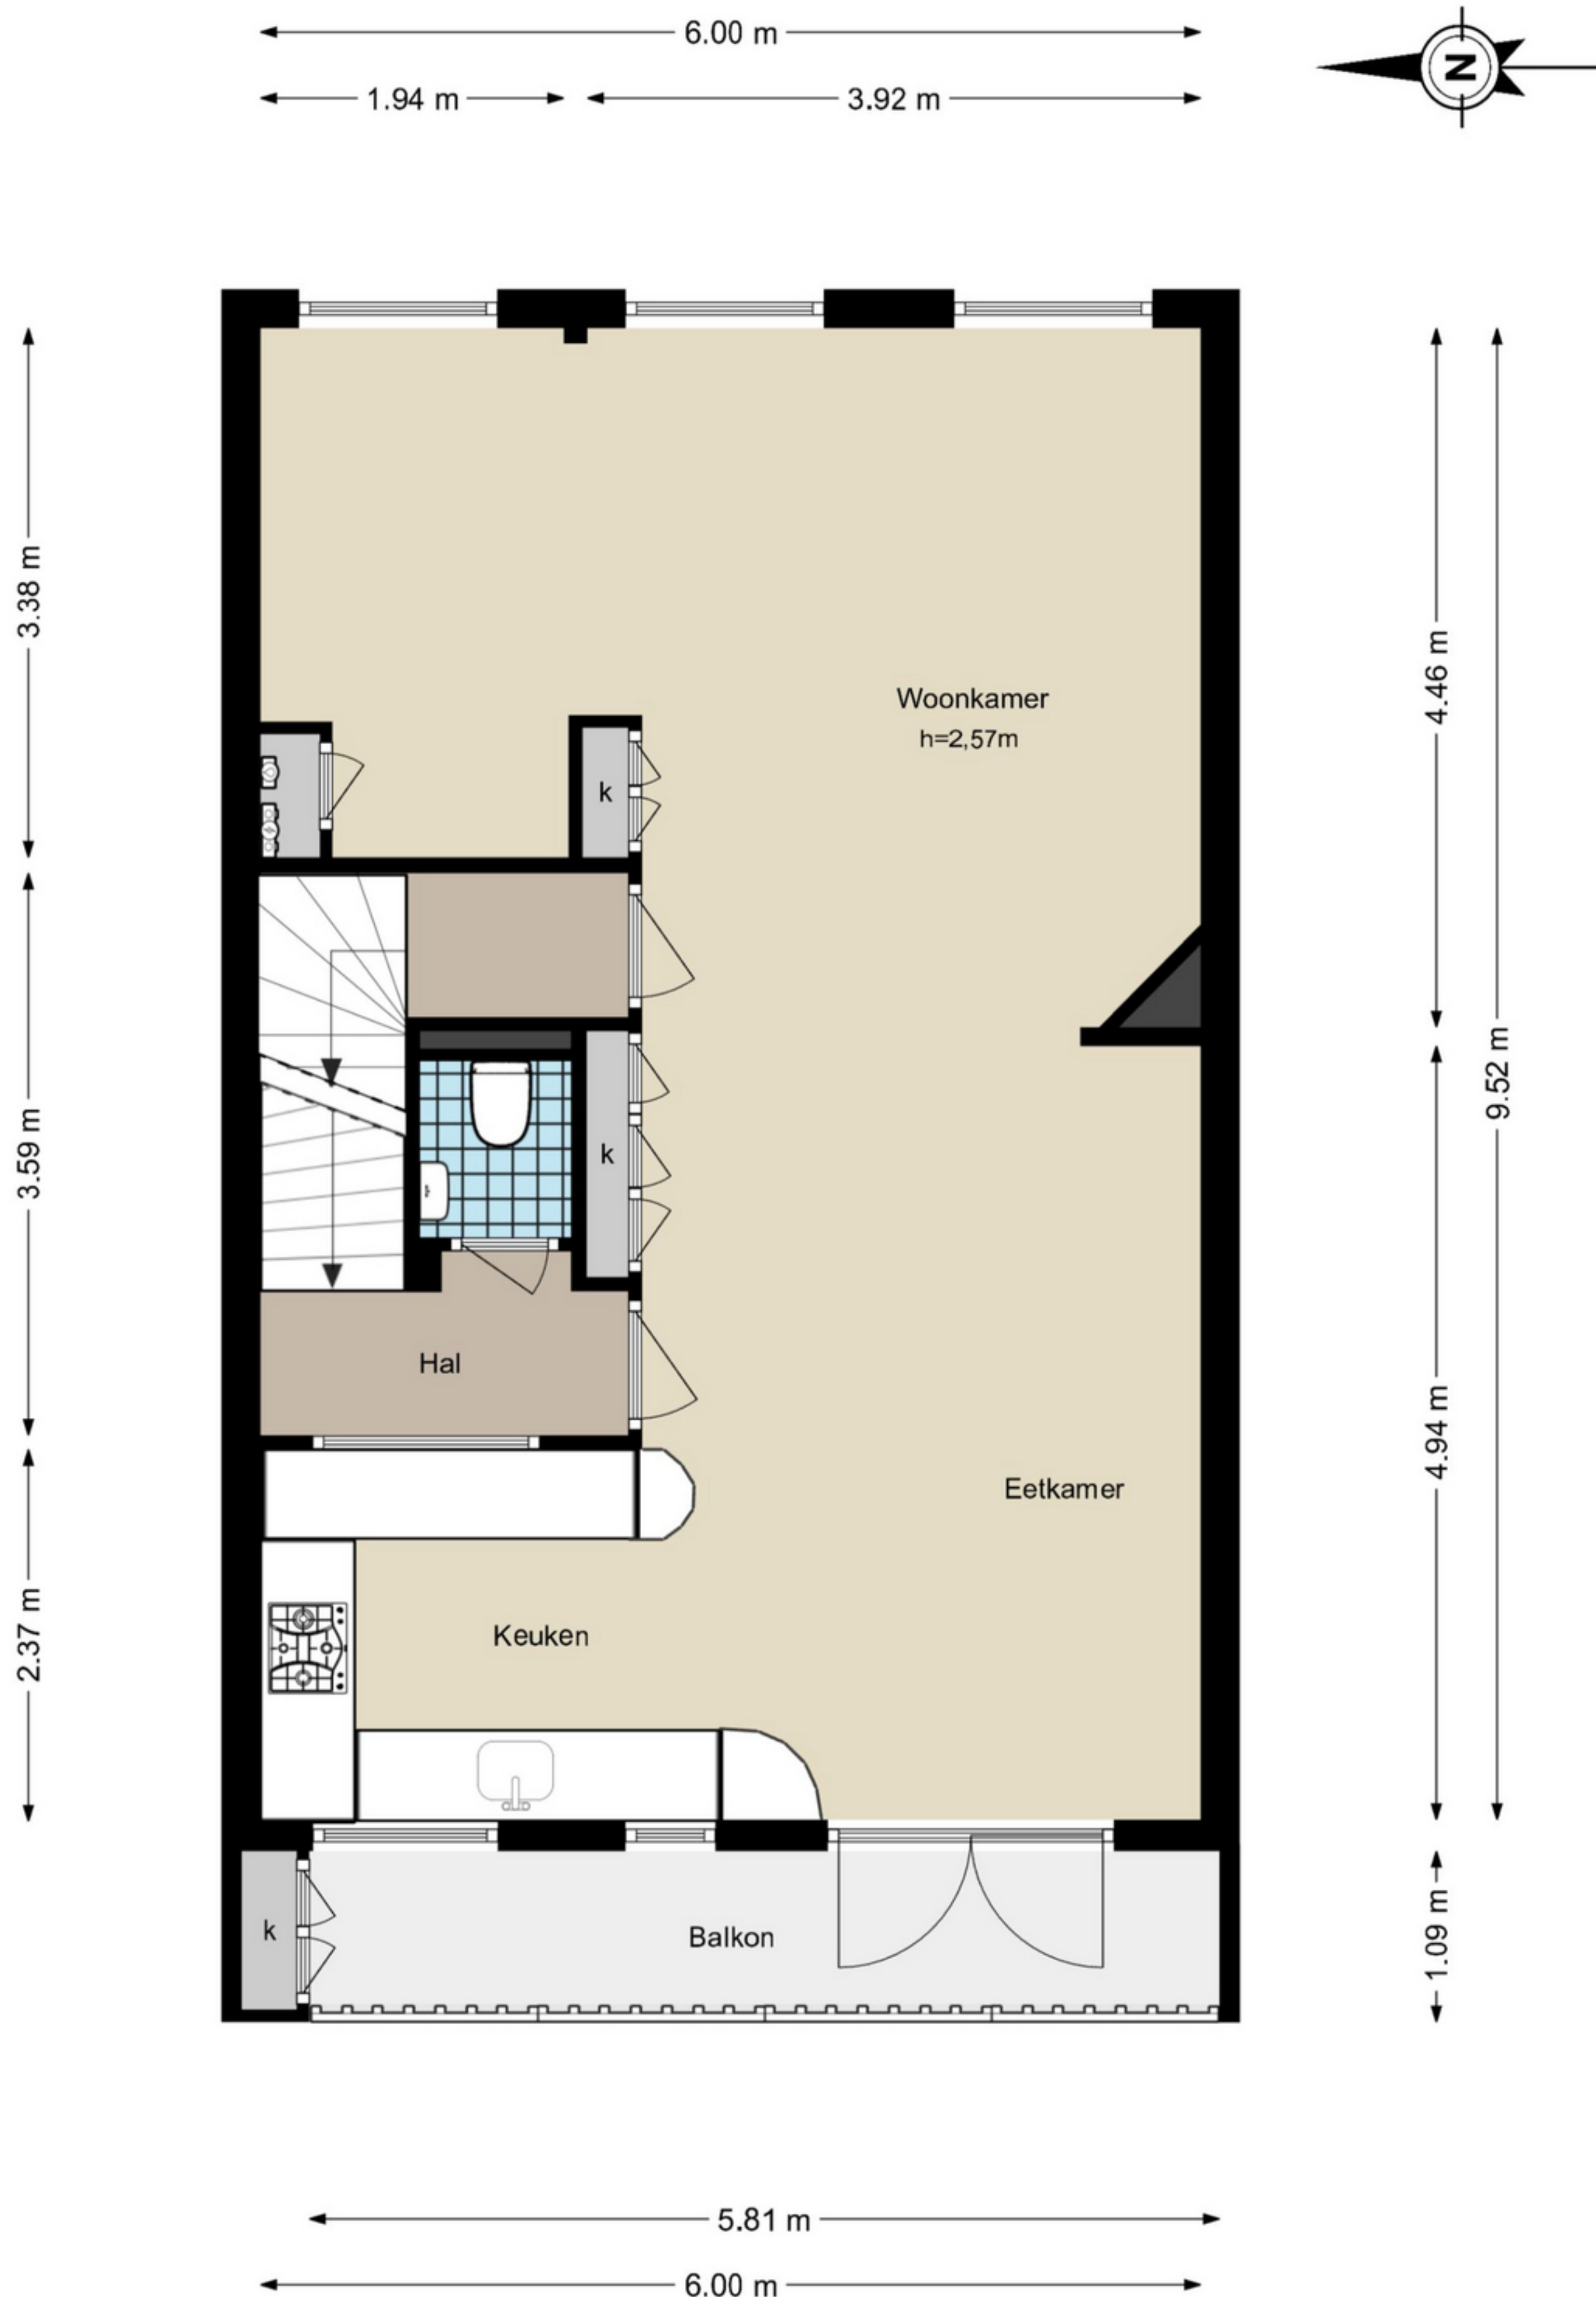 6.00 m
1.94 m
3.92 m
N
3.38 m
4.46 m
Woonkamer
h=2,57m
k
9.52 m
3.59 m
k
Hal
4.94 m
Eetkamer
2.37 m
Keuken
k
Balkon
1.09 m
5.81 m
6.00 m